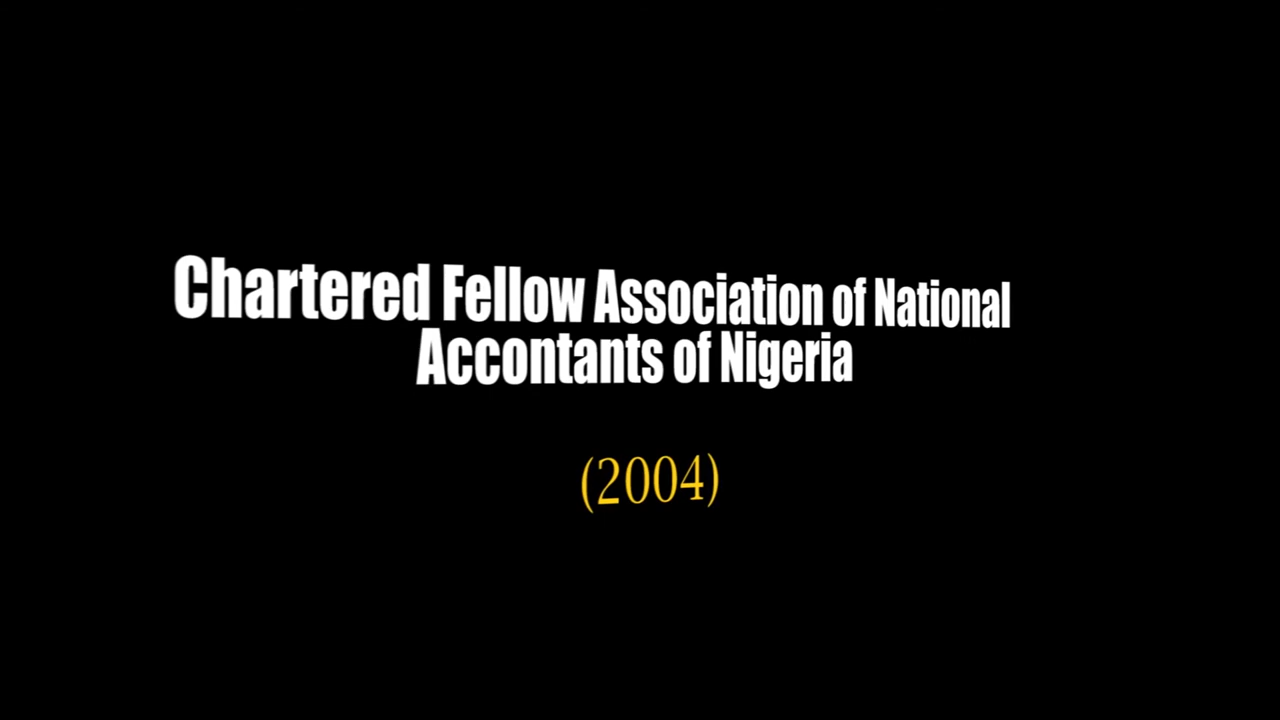 Chartered Fellow Association of National
Accontants of Nigeria
(2004)